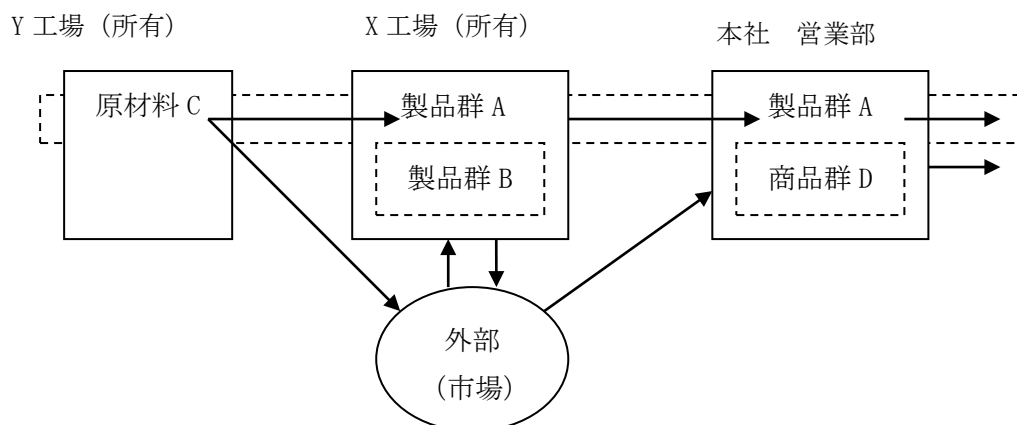 Y 工場（所有）
X 工場（所有）
本社　営業部
原材料 C
製品群 A
製品群 A
製品群 B
商品群 D
外部
（市場）